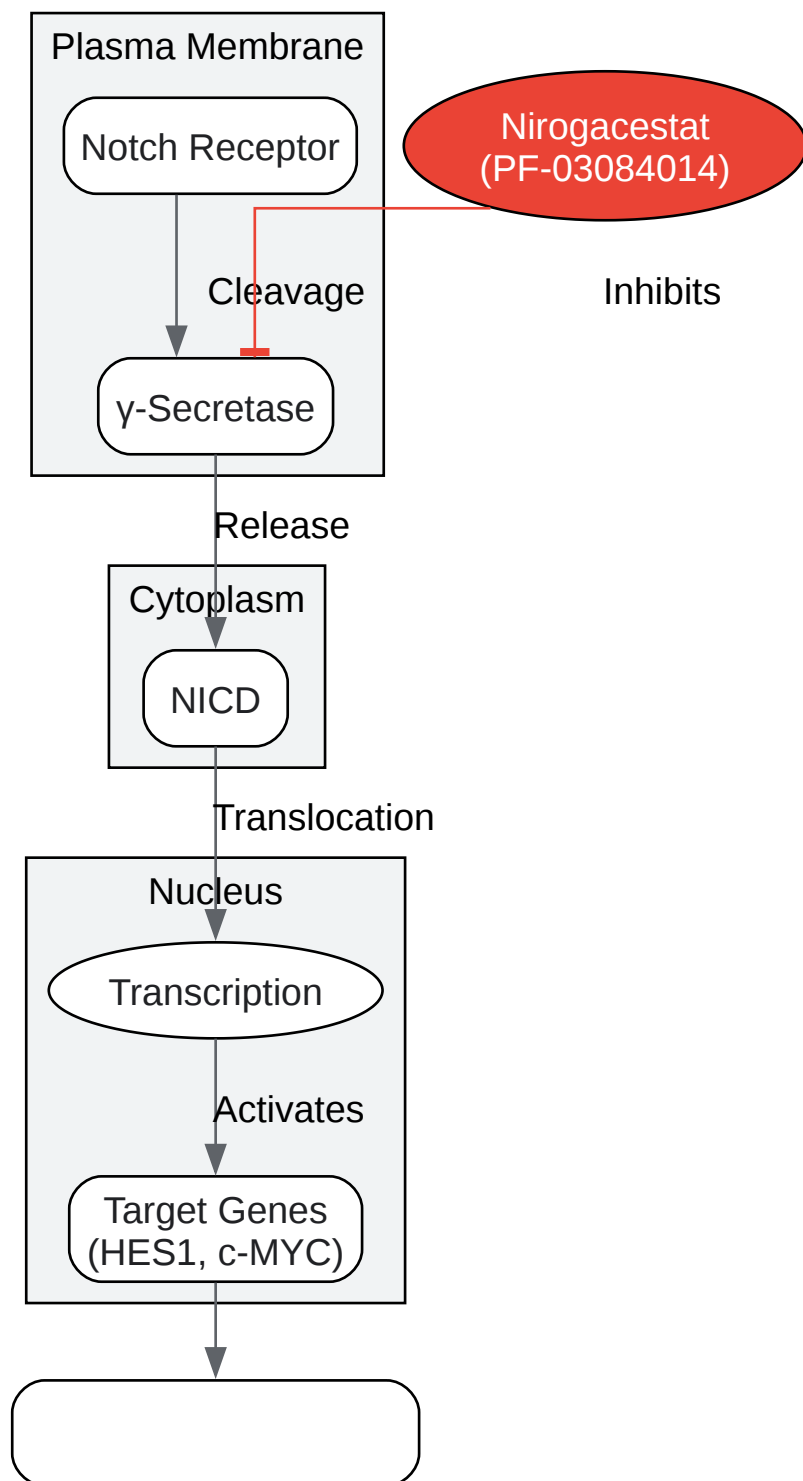 Plasma Membrane
Notch Receptor
Nirogacestat
(PF-03084014)
Cleavage
Inhibits
γ-Secretase
Release
Cytoplasm
NICD
Translocation
Nucleus
Transcription
Activates
Target Genes
(HES1, c-MYC)